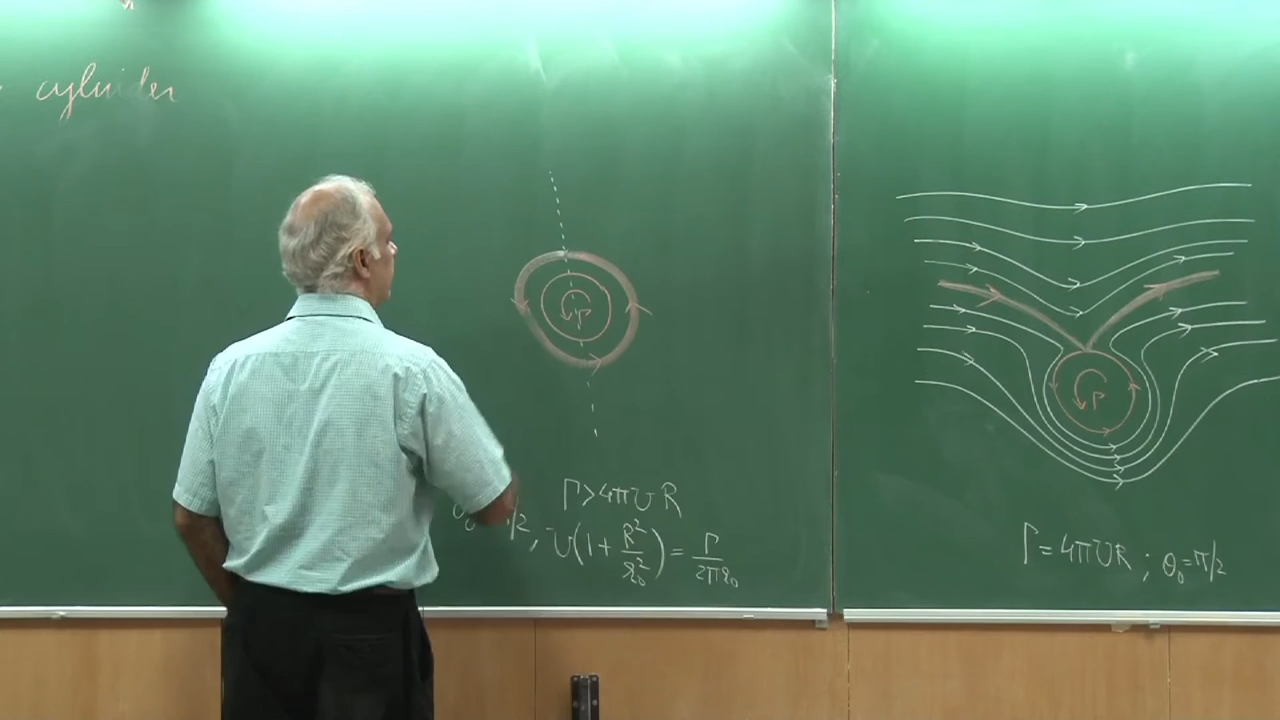 cylinder
Γ
Γ>4πUR
/2, U(1+R²/r₀²)=Γ/2πr₀
Γ
Γ=4πUR; θ₀=π/2